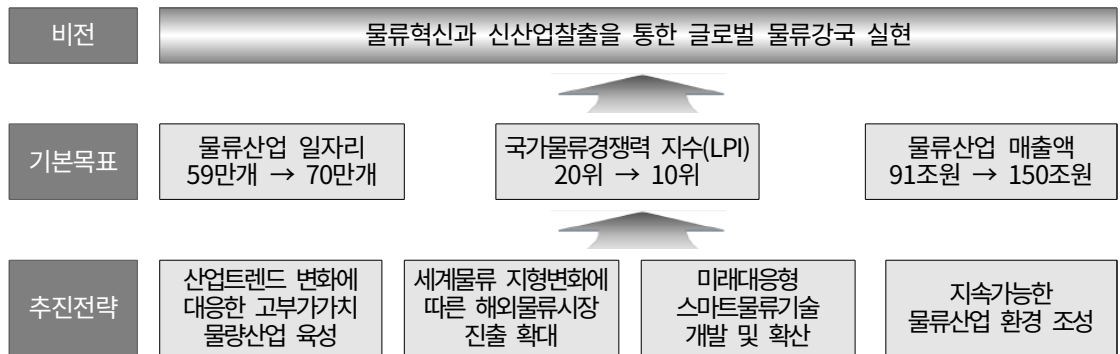 비전
물류혁신과 신산업찰출을 통한 글로벌 물류강국 실현
기본목표
물류산업 일자리
59만개 → 70만개
국가물류경쟁력 지수(LPI)
20위 → 10위
물류산업 매출액
91조원 → 150조원
추진전략
산업트렌드 변화에
대응한 고부가가치
물량산업 육성
세계물류 지형변화에
따른 해외물류시장
진출 확대
미래대응형
스마트물류기술
개발 및 확산
지속가능한
물류산업 환경 조성